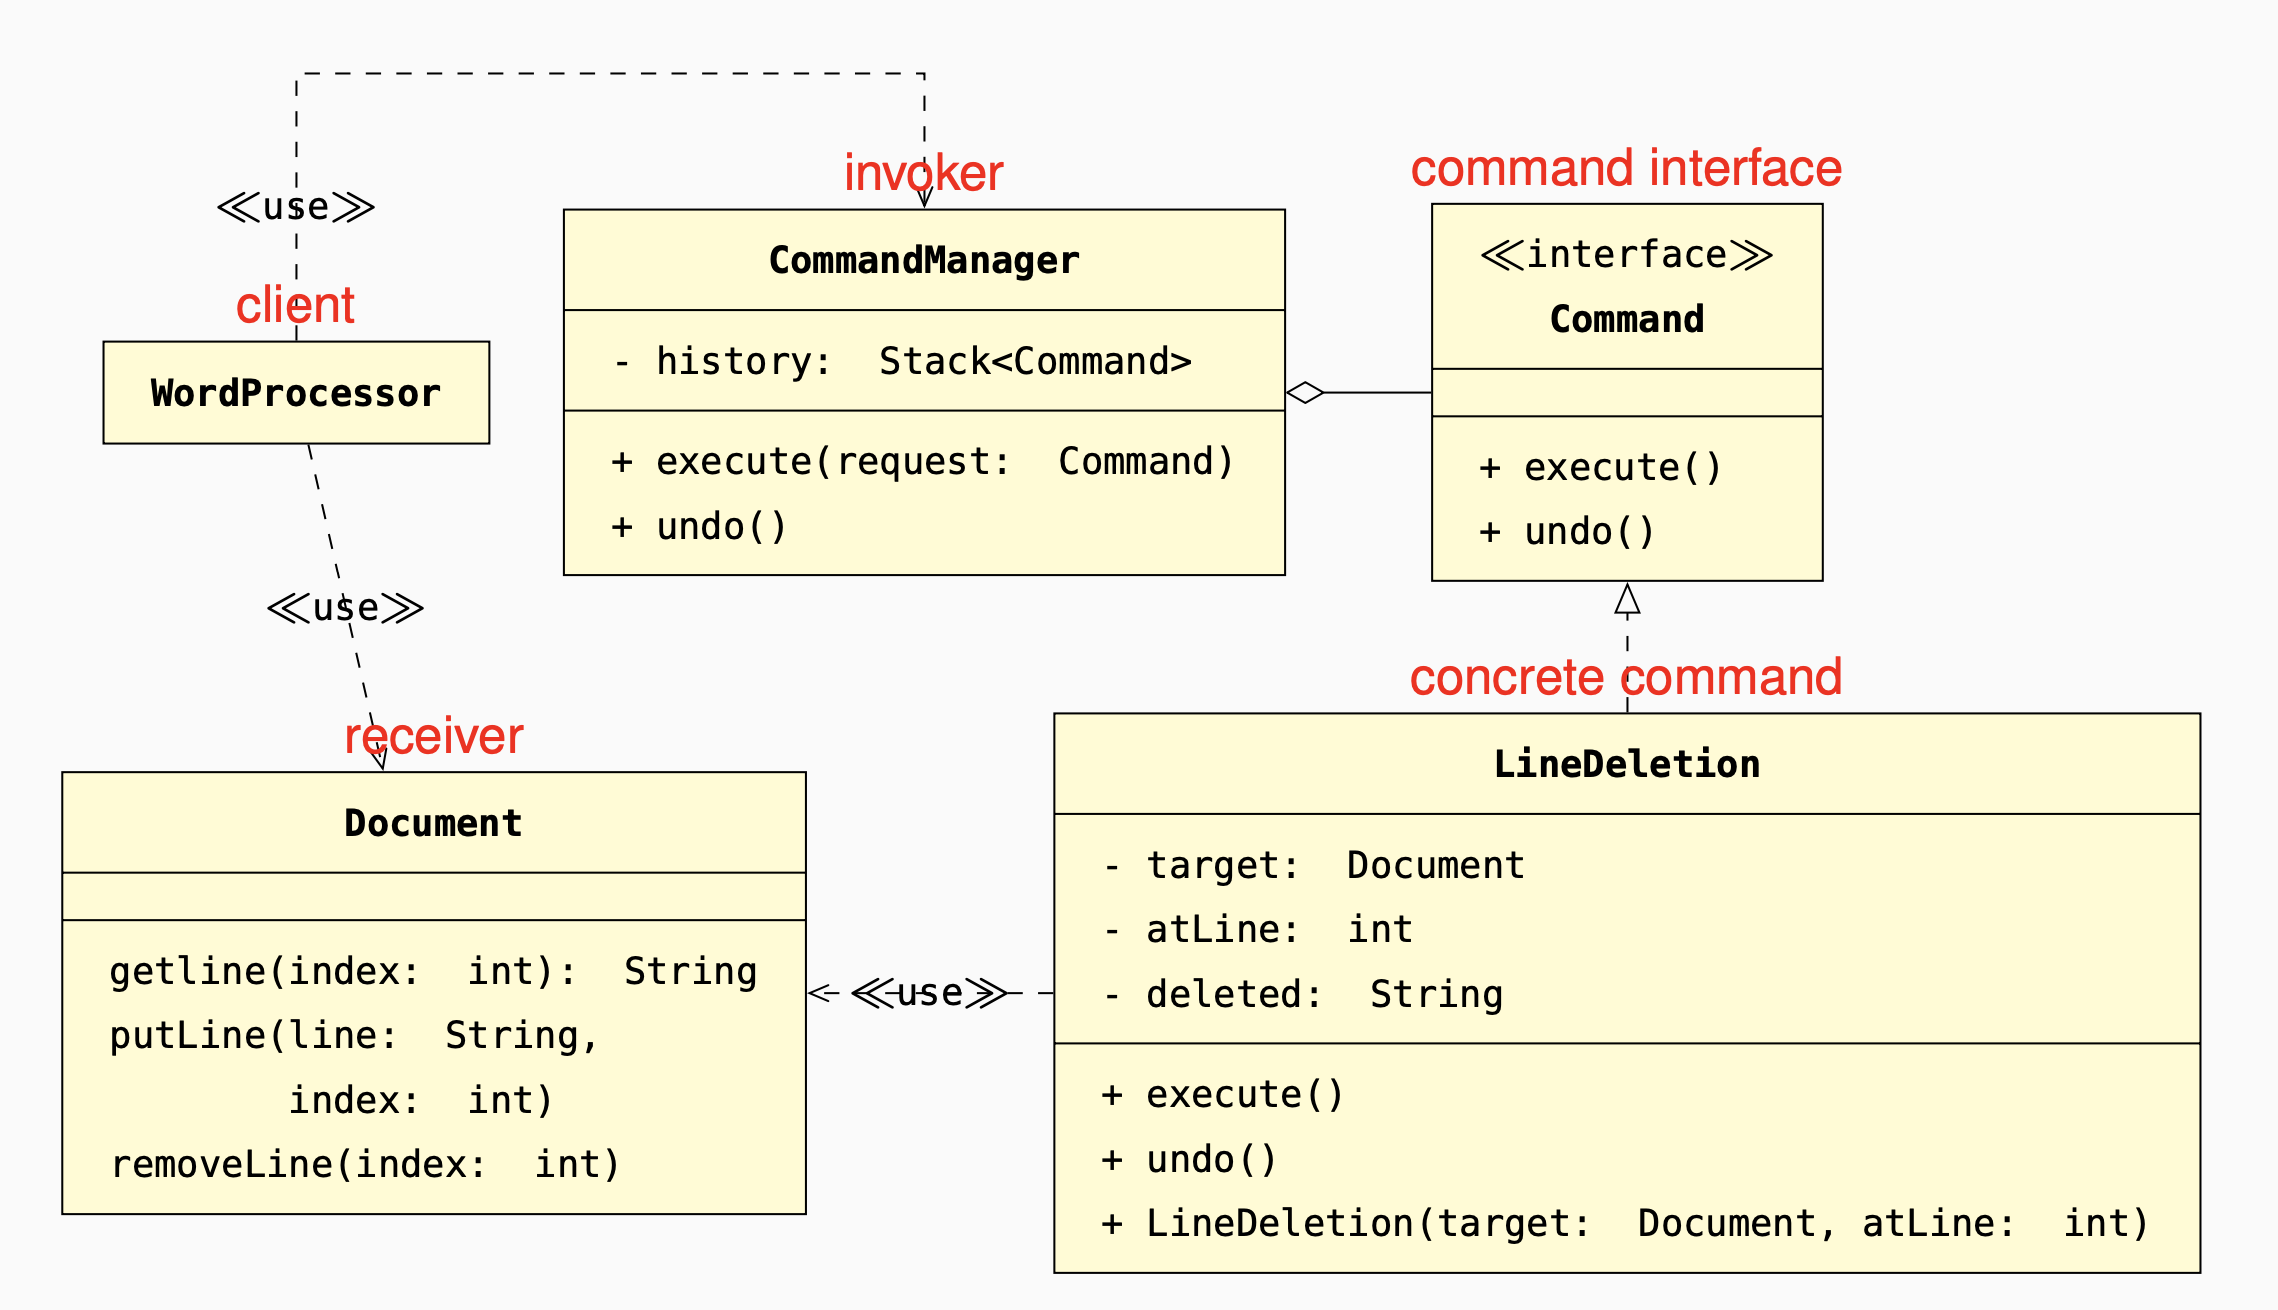 ≪use≫
client
WordProcessor
≪use≫
invoker
CommandManager
- history: Stack<Command>
+ execute(request: Command)
+ undo()
command interface
≪interface≫
Command
+ execute()
+ undo()
receiver
Document
getline(index: int): String
putLine(line: String,
index: int)
removeLine(index: int)
≪use≫
concrete command
LineDeletion
- target: Document
- atLine: int
- deleted: String
+ execute()
+ undo()
+ LineDeletion(target: Document, atLine: int)